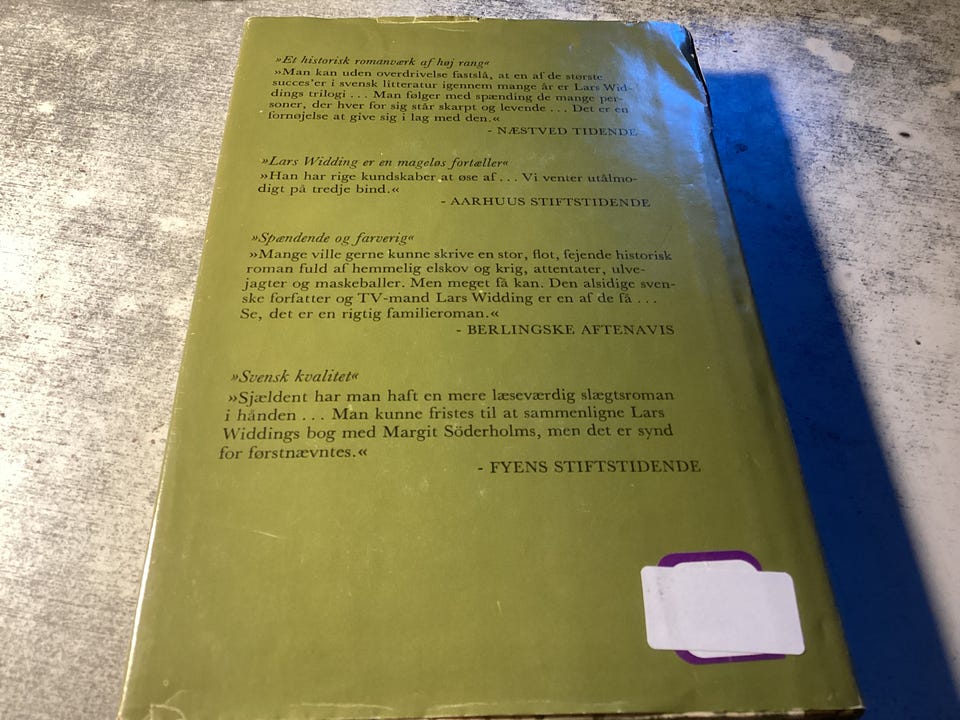 »Et historisk romanværk af høj rang«
»Man kan uden overdrivelse fastslå, at en af de største
succes'er i svensk litteratur igennem mange år er Lars Wid-
dings trilogi . . . Man følger med spænding de mange per-
soner, der hver for sig står skarpt og levende . . . Det er en
fornøjelse at give sig i lag med den.«
- NÆSTVED TIDENDE
»Lars Widding er en mageløs fortæller«
»Han har rige kundskaber at øse af . . . Vi venter utålmo-
digt på tredje bind.«
- AARHUUS STIFTSTIDENDE
»Spændende og farverig«
»Mange ville gerne kunne skrive en stor, flot, fejende historisk
roman fuld af hemmelig elskov og krig, attentater, ulve-
jagter og maskeballer. Men meget få kan. Den alsidige sven-
ske forfatter og TV-mand Lars Widding er en af de få . . .
Se, det er en rigtig familieroman.«
- BERLINGSKE AFTENAVIS
»Svensk kvalitet«
»Sjældent har man haft en mere læseværdig slægtsroman
i hånden . . . Man kunne fristes til at sammenligne Lars
Widdings bog med Margit Söderholms, men det er synd
for førstnævntes.«
- FYENS STIFTSTIDENDE